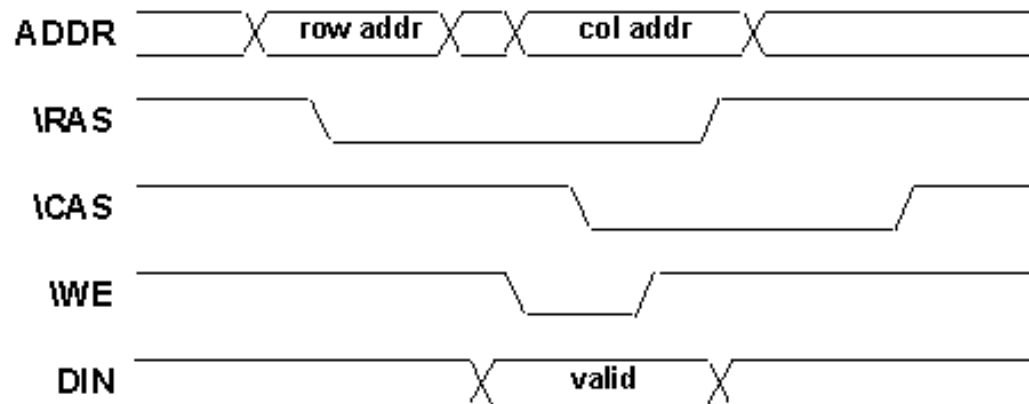 ADDR row addr col addr
\RAS
\CAS
\WE
DIN valid